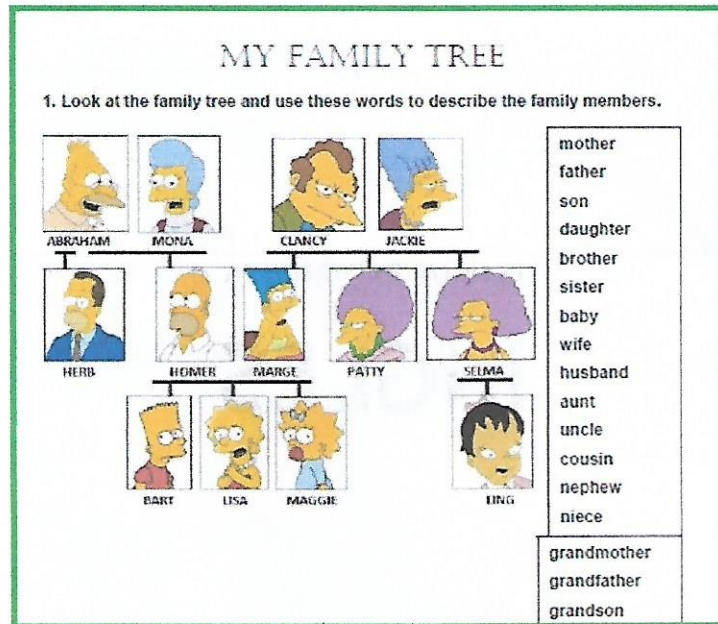 MY FAMILY TREE
1. Look at the family tree and use these words to describe the family members.
ABRAHAM MONA CLANCY JACKIE
HERB HOMER MARGE PATTY SELMA
BART LISA MAGGIE LING
mother
father
son
daughter
brother
sister
baby
wife
husband
aunt
uncle
cousin
nephew
niece
grandmother
grandfather
grandson